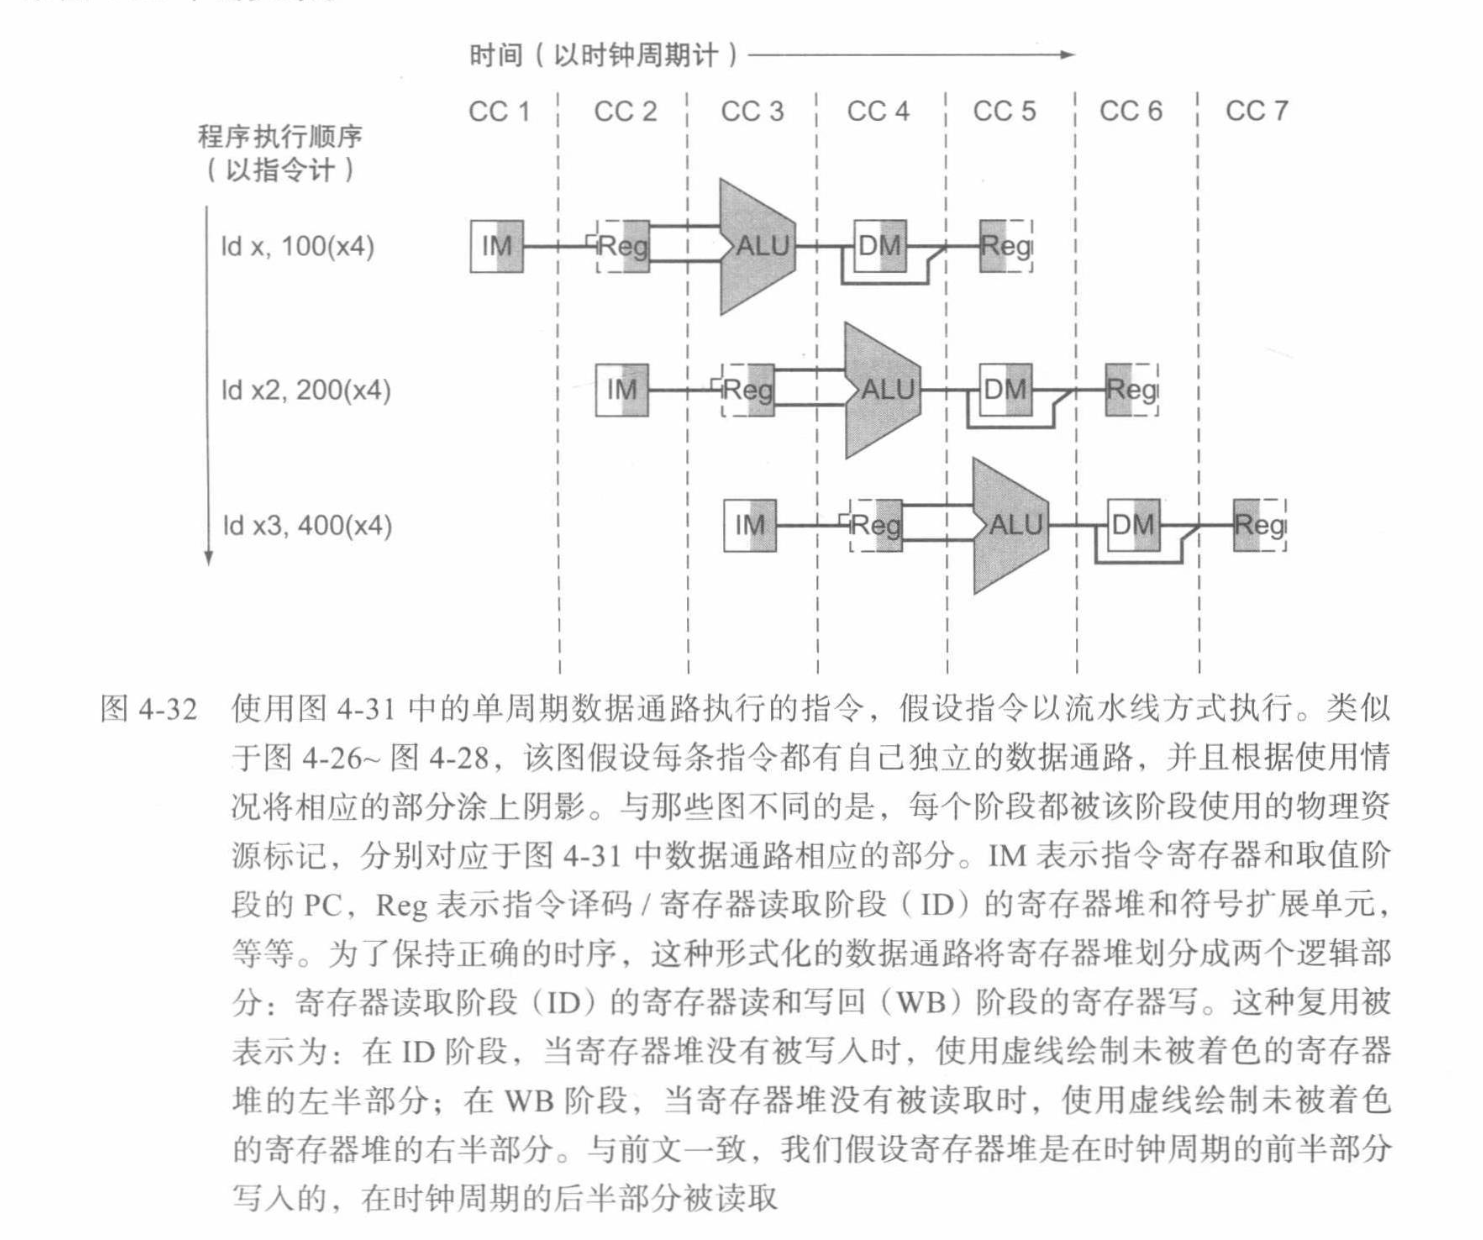 时间（以时钟周期计）
CC 1 CC 2 CC 3 CC 4 CC 5 CC 6 CC 7
程序执行顺序
（以指令计）
ld x, 100(x4) IM Reg ALU DM Reg
ld x2, 200(x4) IM Reg ALU DM Reg
ld x3, 400(x4) IM Reg ALU DM Reg
图 4-32 使用图 4-31 中的单周期数据通路执行的指令，假设指令以流水线方式执行。类似
于图 4-26~ 图 4-28，该图假设每条指令都有自己独立的数据通路，并且根据使用情
况将相应的部分涂上阴影。与那些图不同的是，每个阶段都被该阶段使用的物理资
源标记，分别对应于图 4-31 中数据通路相应的部分。IM 表示指令寄存器和取值阶
段的 PC，Reg 表示指令译码 / 寄存器读取阶段（ID）的寄存器堆和符号扩展单元，
等等。为了保持正确的时序，这种形式化的数据通路将寄存器堆划分成两个逻辑部
分：寄存器读取阶段（ID）的寄存器读和写回（WB）阶段的寄存器写。这种复用被
表示为：在 ID 阶段，当寄存器堆没有被写入时，使用虚线绘制未被着色的寄存器
堆的左半部分；在 WB 阶段，当寄存器堆没有被读取时，使用虚线绘制未被着色
的寄存器堆的右半部分。与前文一致，我们假设寄存器堆是在时钟周期的前半部分
写入的，在时钟周期的后半部分被读取